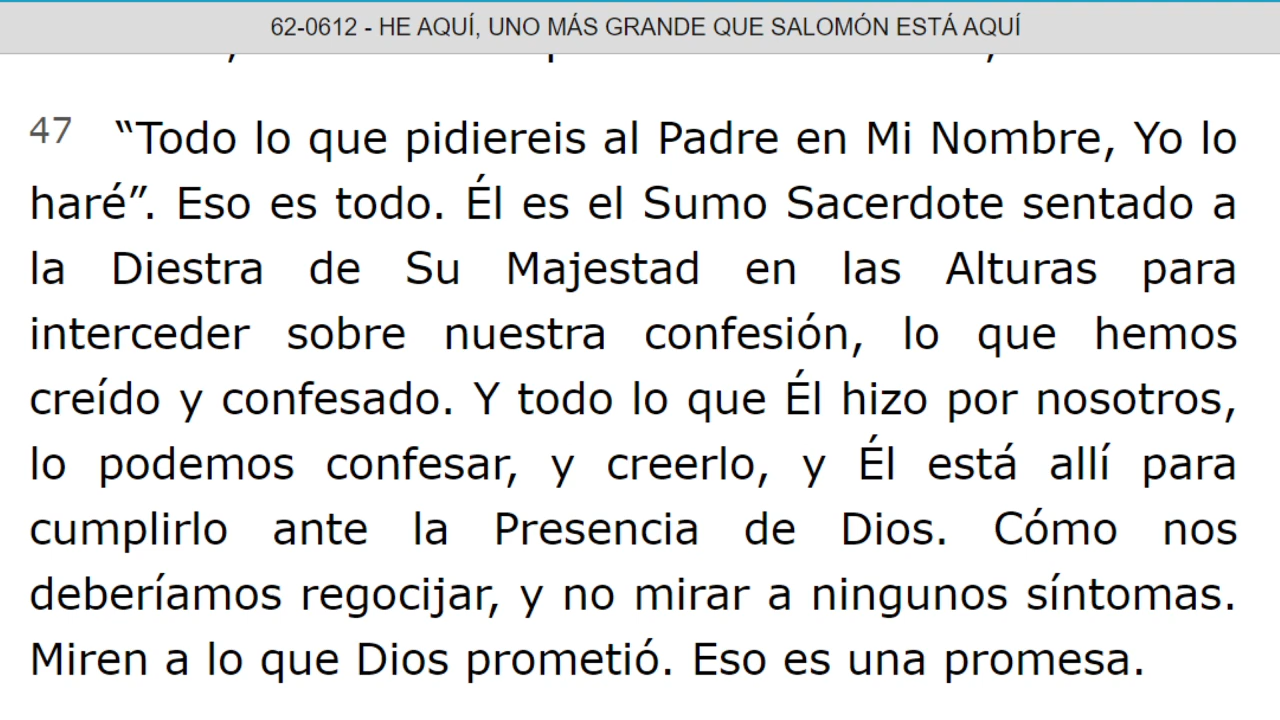 62-0612 - HE AQUÍ, UNO MÁS GRANDE QUE SALOMÓN ESTÁ AQUÍ
47 “Todo lo que pidiereis al Padre en Mi Nombre, Yo lo
haré”. Eso es todo. Él es el Sumo Sacerdote sentado a
la Diestra de Su Majestad en las Alturas para
interceder sobre nuestra confesión, lo que hemos
creído y confesado. Y todo lo que Él hizo por nosotros,
lo podemos confesar, y creerlo, y Él está allí para
cumplirlo ante la Presencia de Dios. Cómo nos
deberíamos regocijar, y no mirar a ningunos síntomas.
Miren a lo que Dios prometió. Eso es una promesa.